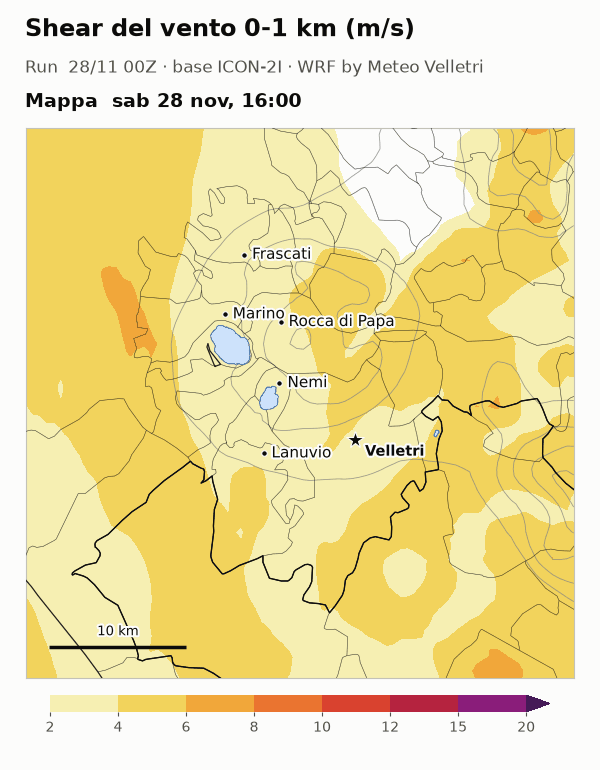 Shear del vento 0-1 km (m/s)
Run  28/11 00Z · base ICON-2I · WRF by Meteo Velletri
Mappa  sab 28 nov, 16:00
Frascati
Marino
Rocca di Papa
Nemi
Velletri
Lanuvio
10 km
2 4 6 8 10 12 15 20